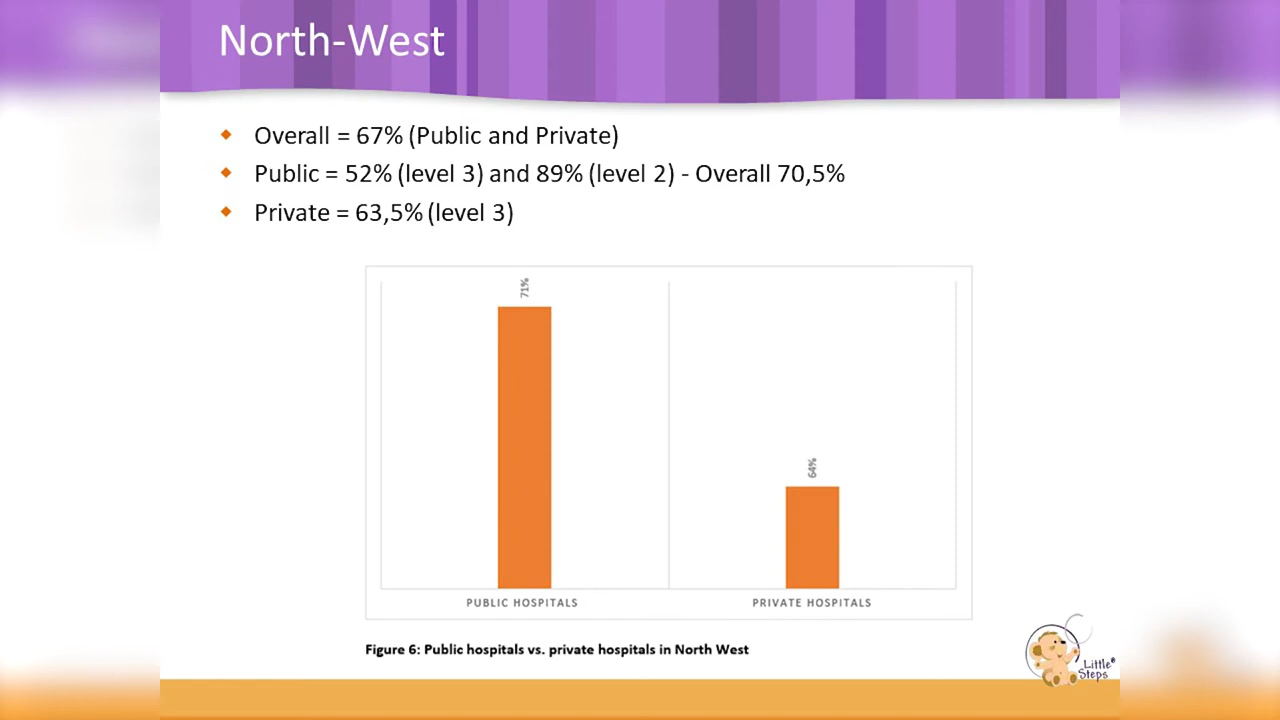 North-West
Overall = 67% (Public and Private)
Public = 52% (level 3) and 89% (level 2) - Overall 70,5%
Private = 63,5% (level 3)
71%
64%
PUBLIC HOSPITALS
PRIVATE HOSPITALS
Figure 6: Public hospitals vs. private hospitals in North West
Little
Steps